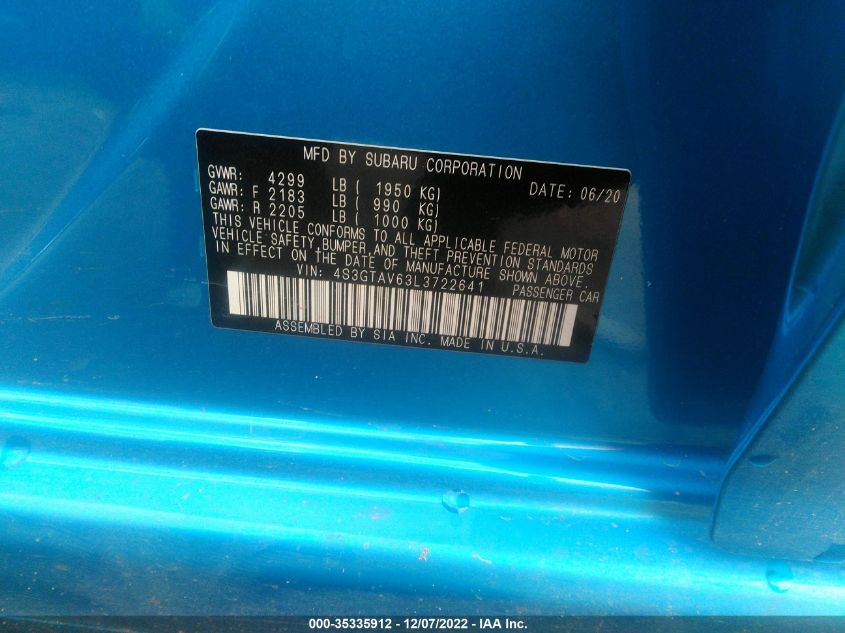 MFD BY SUBARU CORPORATION
GVWR: 4299 LB ( 1950 KG) DATE: 06/20
GAWR: F 2183 LB ( 990 KG)
GAWR: R 2205 LB ( 1000 KG)
THIS VEHICLE CONFORMS TO ALL APPLICABLE FEDERAL MOTOR
VEHICLE SAFETY, BUMPER, AND THEFT PREVENTION STANDARDS
IN EFFECT ON THE DATE OF MANUFACTURE SHOWN ABOVE.
VIN: 4S3GTAV63L3722641 PASSENGER CAR
ASSEMBLED BY SIA INC. MADE IN U.S.A.
000-35335912 - 12/07/2022 - IAA Inc.